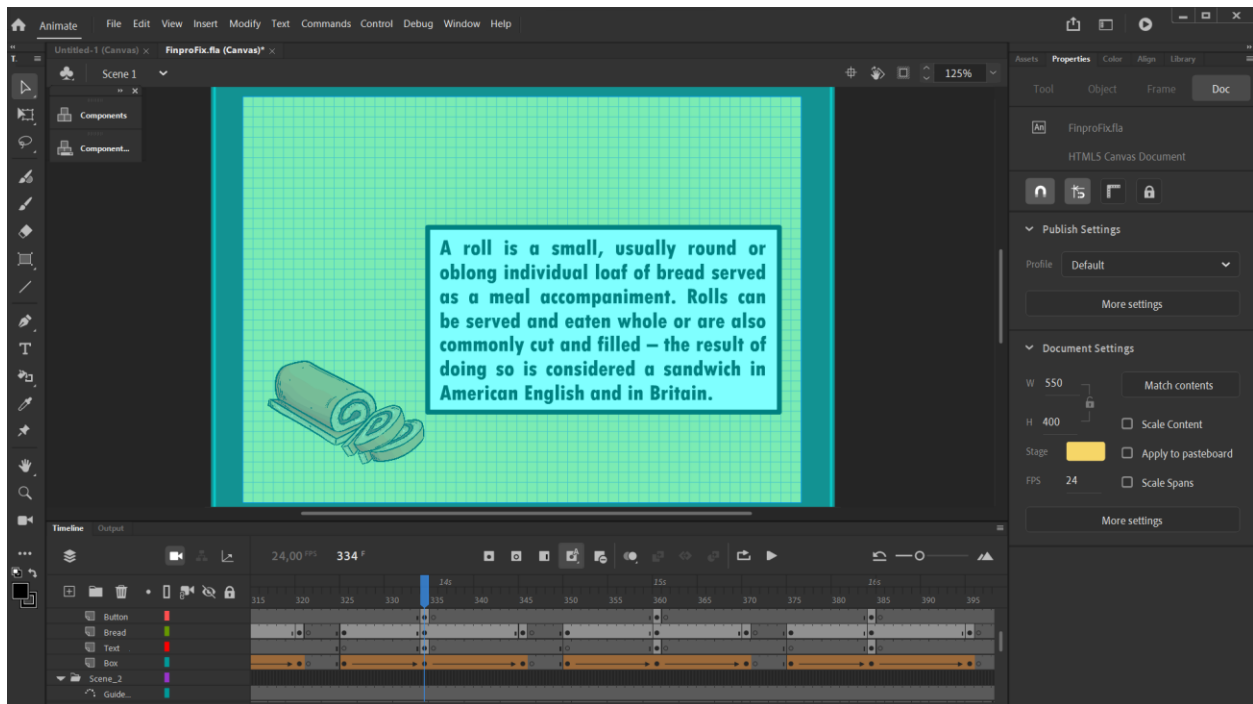 Animate File Edit View Insert Modify Text Commands Control Debug Window Help
Untitled-1 (Canvas) × FinproFix.fla (Canvas)* ×
T.
Scene 1
125%
Components
Component...
A roll is a small, usually round or
oblong individual loaf of bread served
as a meal accompaniment. Rolls can
be served and eaten whole or are also
commonly cut and filled – the result of
doing so is considered a sandwich in
American English and in Britain.
Assets Properties Color Align Library
Tool Object Frame Doc
An FinproFix.fla
HTML5 Canvas Document
Publish Settings
Profile Default
More settings
Document Settings
W 550
Match contents
H 400
Scale Content
Stage
Apply to pasteboard
FPS 24
Scale Spans
More settings
Timeline Output
24,00 FPS 334 F
14s 15s 16s
315 320 325 330 335 340 345 350 355 360 365 370 375 380 385 390 395
Button
Bread
Text
Box
Scene_2
Guide...